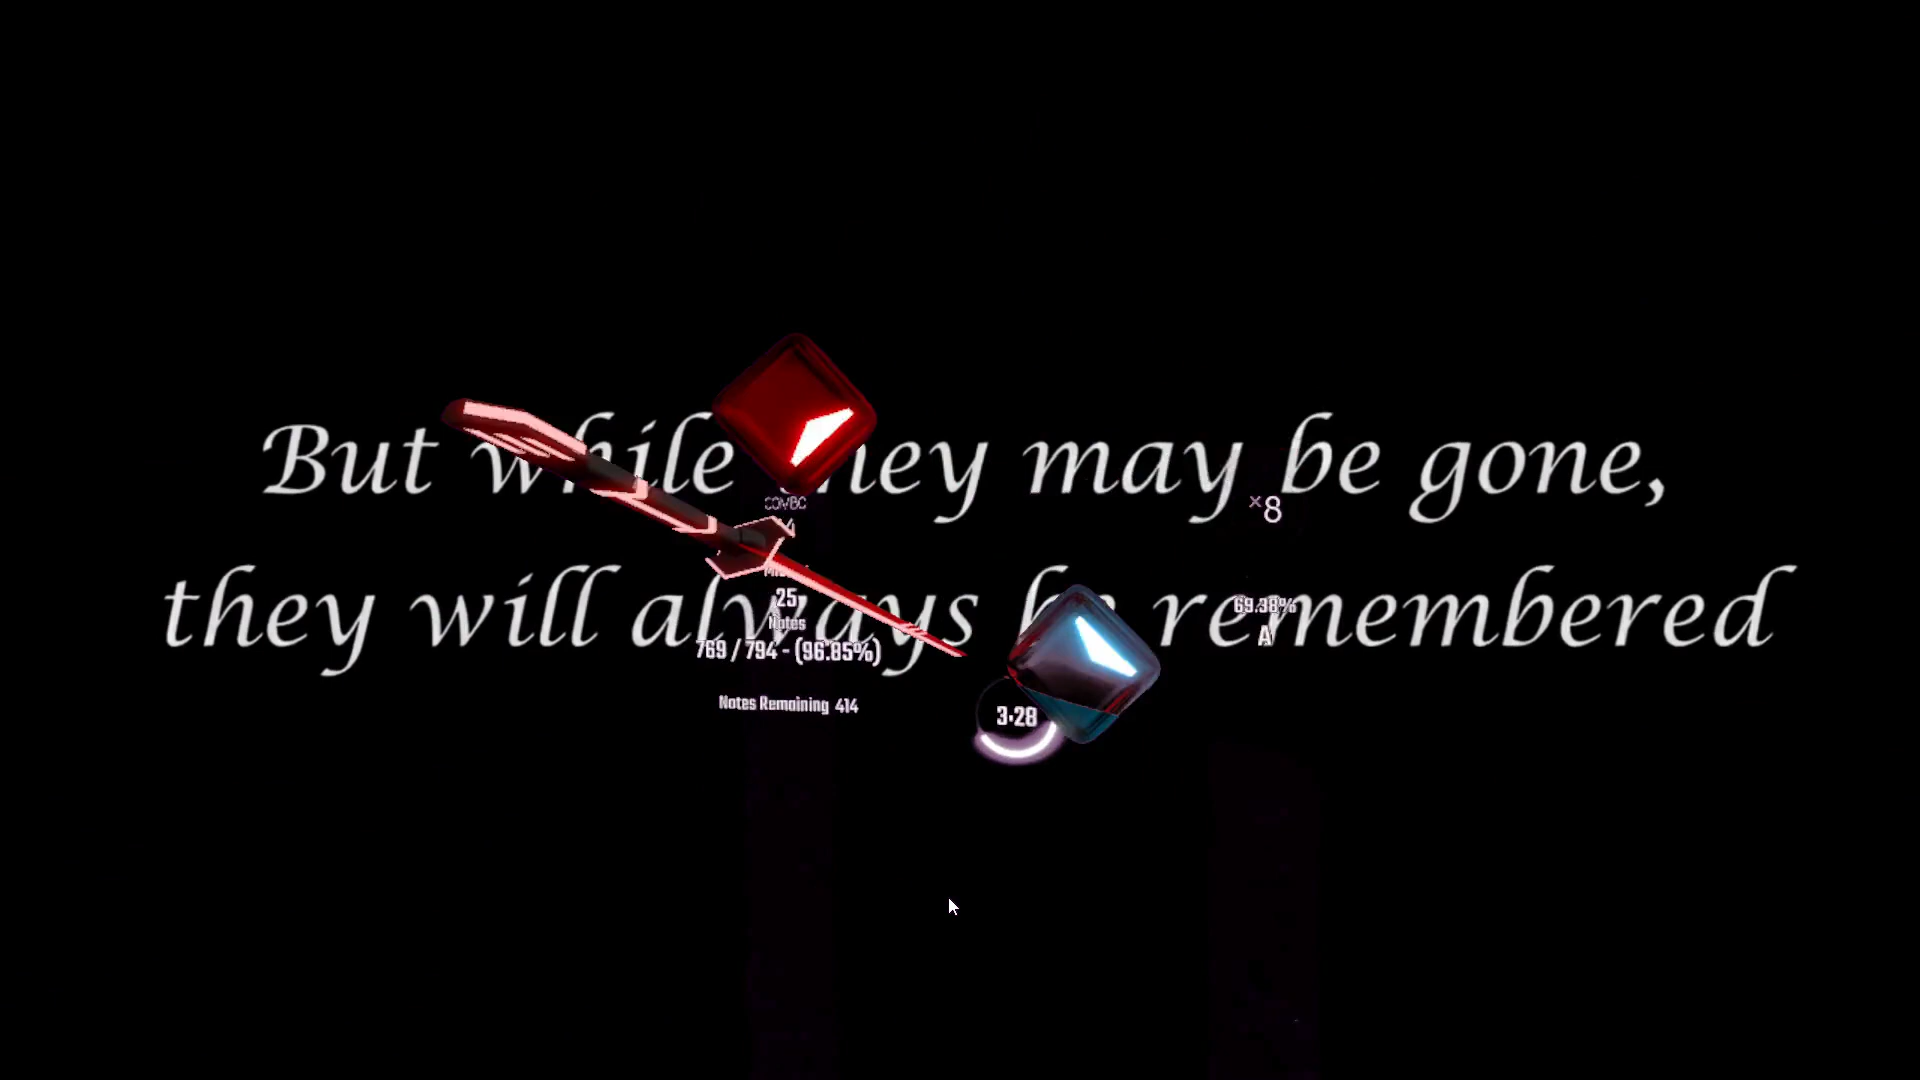 But while they may be gone,
they will always be remembered
COMBO
25
Notes
769 / 794 - (96.85%)
Notes Remaining 414
×8
69.38%
A
3:28